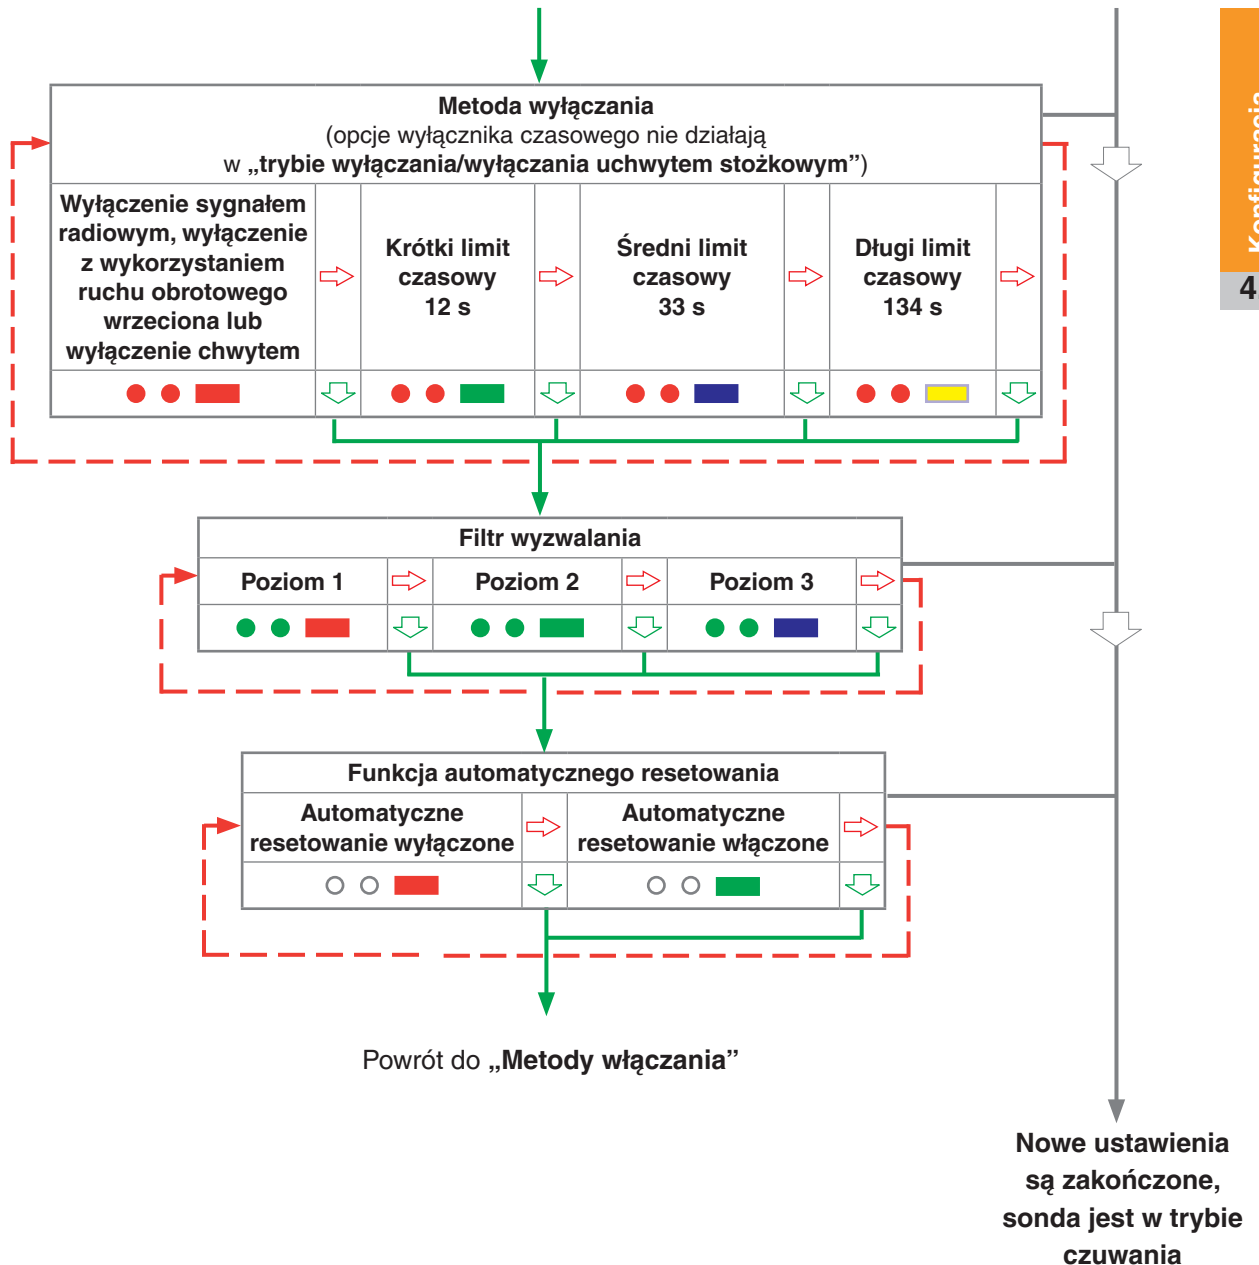 Metoda wyłączania
(opcje wyłącznika czasowego nie działają
w „trybie wyłączania/wyłączania uchwytem stożkowym”)
Wyłączenie sygnałem
radiowym, wyłączenie
z wykorzystaniem
ruchu obrotowego
wrzeciona lub
wyłączenie chwytem
Krótki limit
czasowy
12 s
Średni limit
czasowy
33 s
Długi limit
czasowy
134 s
Konfiguracja
4
Filtr wyzwalania
Poziom 1
Poziom 2
Poziom 3
Funkcja automatycznego resetowania
Automatyczne
resetowanie wyłączone
Automatyczne
resetowanie włączone
Powrót do „Metody włączania”
Nowe ustawienia
są zakończone,
sonda jest w trybie
czuwania